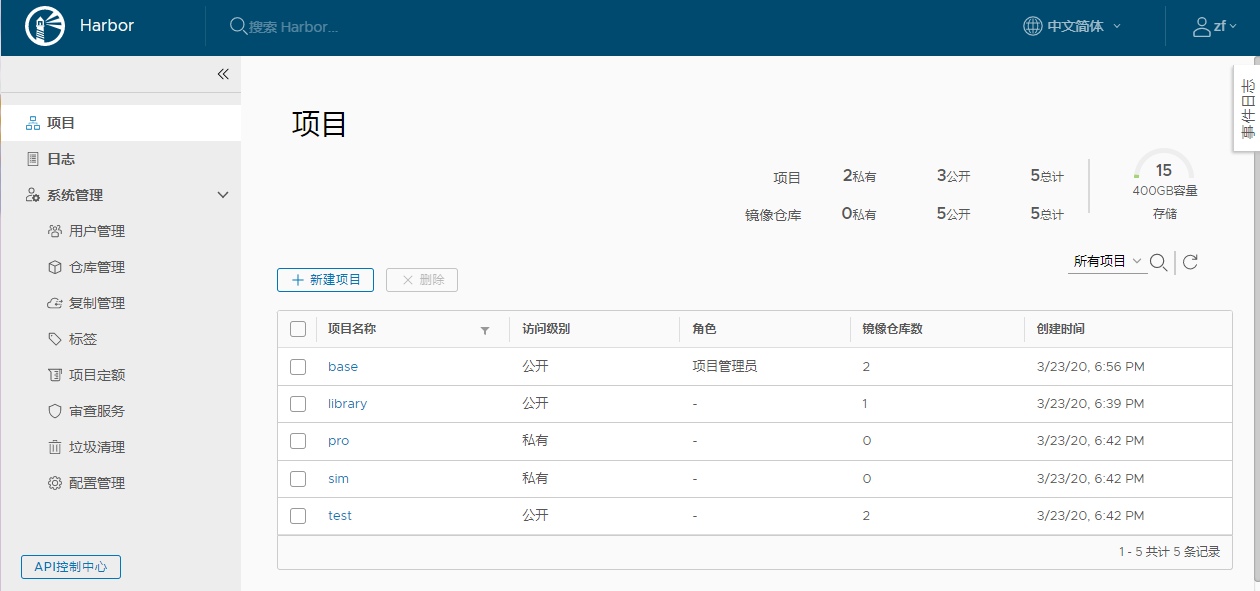 Harbor
搜索 Harbor...
中文简体
zf
事件日志
项目
日志
系统管理
用户管理
仓库管理
复制管理
标签
项目定额
审查服务
垃圾清理
配置管理
API控制中心
项目
项目 2私有 3公开 5总计
镜像仓库 0私有 5公开 5总计
15
400GB容量
存储
所有项目
新建项目 删除
项目名称 访问级别 角色 镜像仓库数 创建时间
base 公开 项目管理员 2 3/23/20, 6:56 PM
library 公开 - 1 3/23/20, 6:39 PM
pro 私有 - 0 3/23/20, 6:42 PM
sim 私有 - 0 3/23/20, 6:42 PM
test 公开 - 2 3/23/20, 6:42 PM
1 - 5 共计 5 条记录